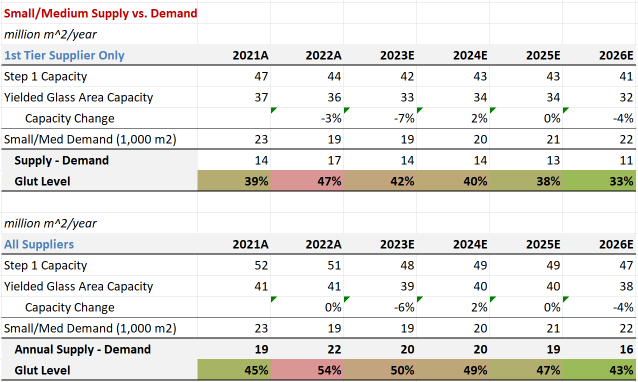 Small/Medium Supply vs. Demand
million m^2/year
1st Tier Supplier Only 2021A 2022A 2023E 2024E 2025E 2026E
Step 1 Capacity 47 44 42 43 43 41
Yielded Glass Area Capacity 37 36 33 34 34 32
Capacity Change -3% -7% 2% 0% -4%
Small/Med Demand (1,000 m2) 23 19 19 20 21 22
Supply - Demand 14 17 14 14 13 11
Glut Level 39% 47% 42% 40% 38% 33%
million m^2/year
All Suppliers 2021A 2022A 2023E 2024E 2025E 2026E
Step 1 Capacity 52 51 48 49 49 47
Yielded Glass Area Capacity 41 41 39 40 40 38
Capacity Change 0% -6% 2% 0% -4%
Small/Med Demand (1,000 m2) 23 19 19 20 21 22
Annual Supply - Demand 19 22 20 20 19 16
Glut Level 45% 54% 50% 49% 47% 43%